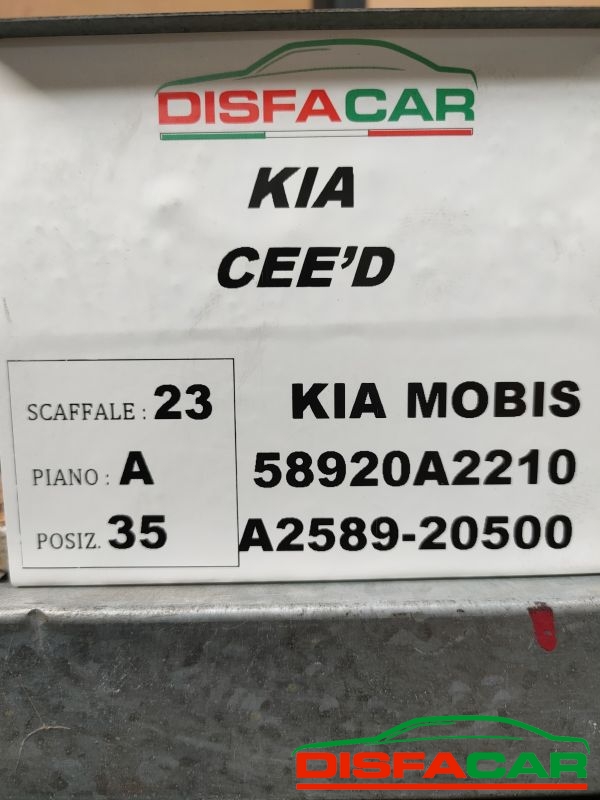 DISFACAR
KIA
CEE'D
SCAFFALE : 23
PIANO : A
POSIZ. 35
KIA MOBIS
58920A2210
A2589-20500
DISFACAR